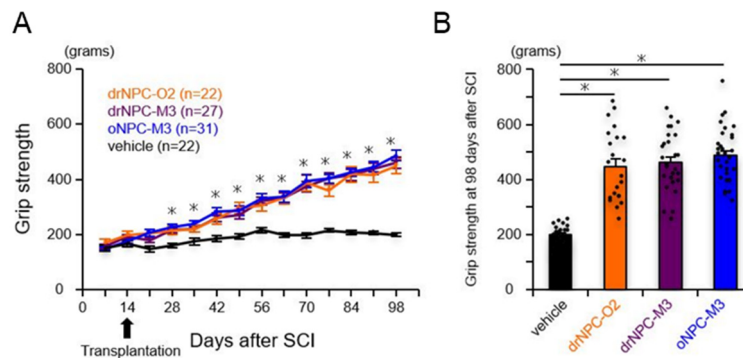 A
(grams)
800
600
400
200
0
Grip strength
drNPC-O2 (n=22)
drNPC-M3 (n=27)
oNPC-M3 (n=31)
vehicle (n=22)
* * * * * * * * * * *
0 14 28 42 56 70 84 98
Days after SCI
Transplantation
B
(grams)
800
600
400
200
0
Grip strength at 98 days after SCI
*
*
*
vehicle
drNPC-O2
drNPC-M3
oNPC-M3